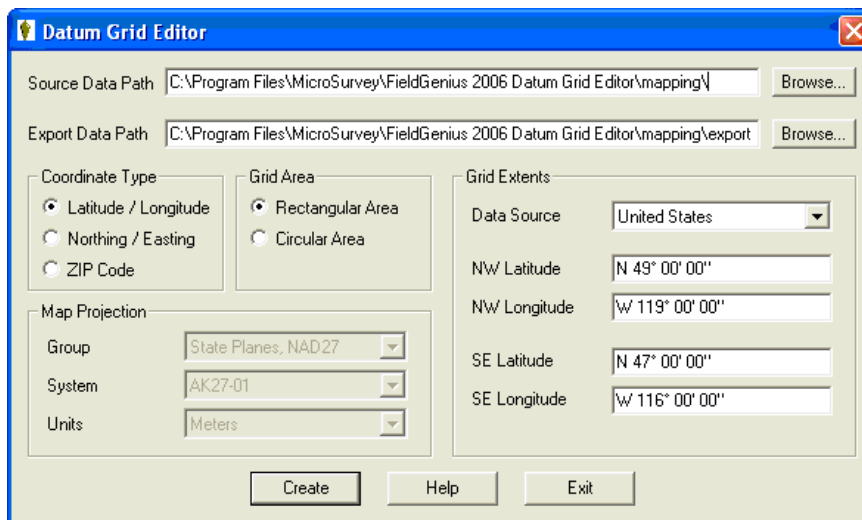 Datum Grid Editor
Source Data Path C:\Program Files\MicroSurvey\FieldGenius 2006 Datum Grid Editor\mapping\ Browse...
Export Data Path C:\Program Files\MicroSurvey\FieldGenius 2006 Datum Grid Editor\mapping\export Browse...
Coordinate Type
Latitude / Longitude
Northing / Easting
ZIP Code
Grid Area
Rectangular Area
Circular Area
Grid Extents
Data Source United States
NW Latitude N 49° 00' 00"
NW Longitude W 119° 00' 00"
SE Latitude N 47° 00' 00"
SE Longitude W 116° 00' 00"
Map Projection
Group State Planes, NAD27
System AK27-01
Units Meters
Create Help Exit